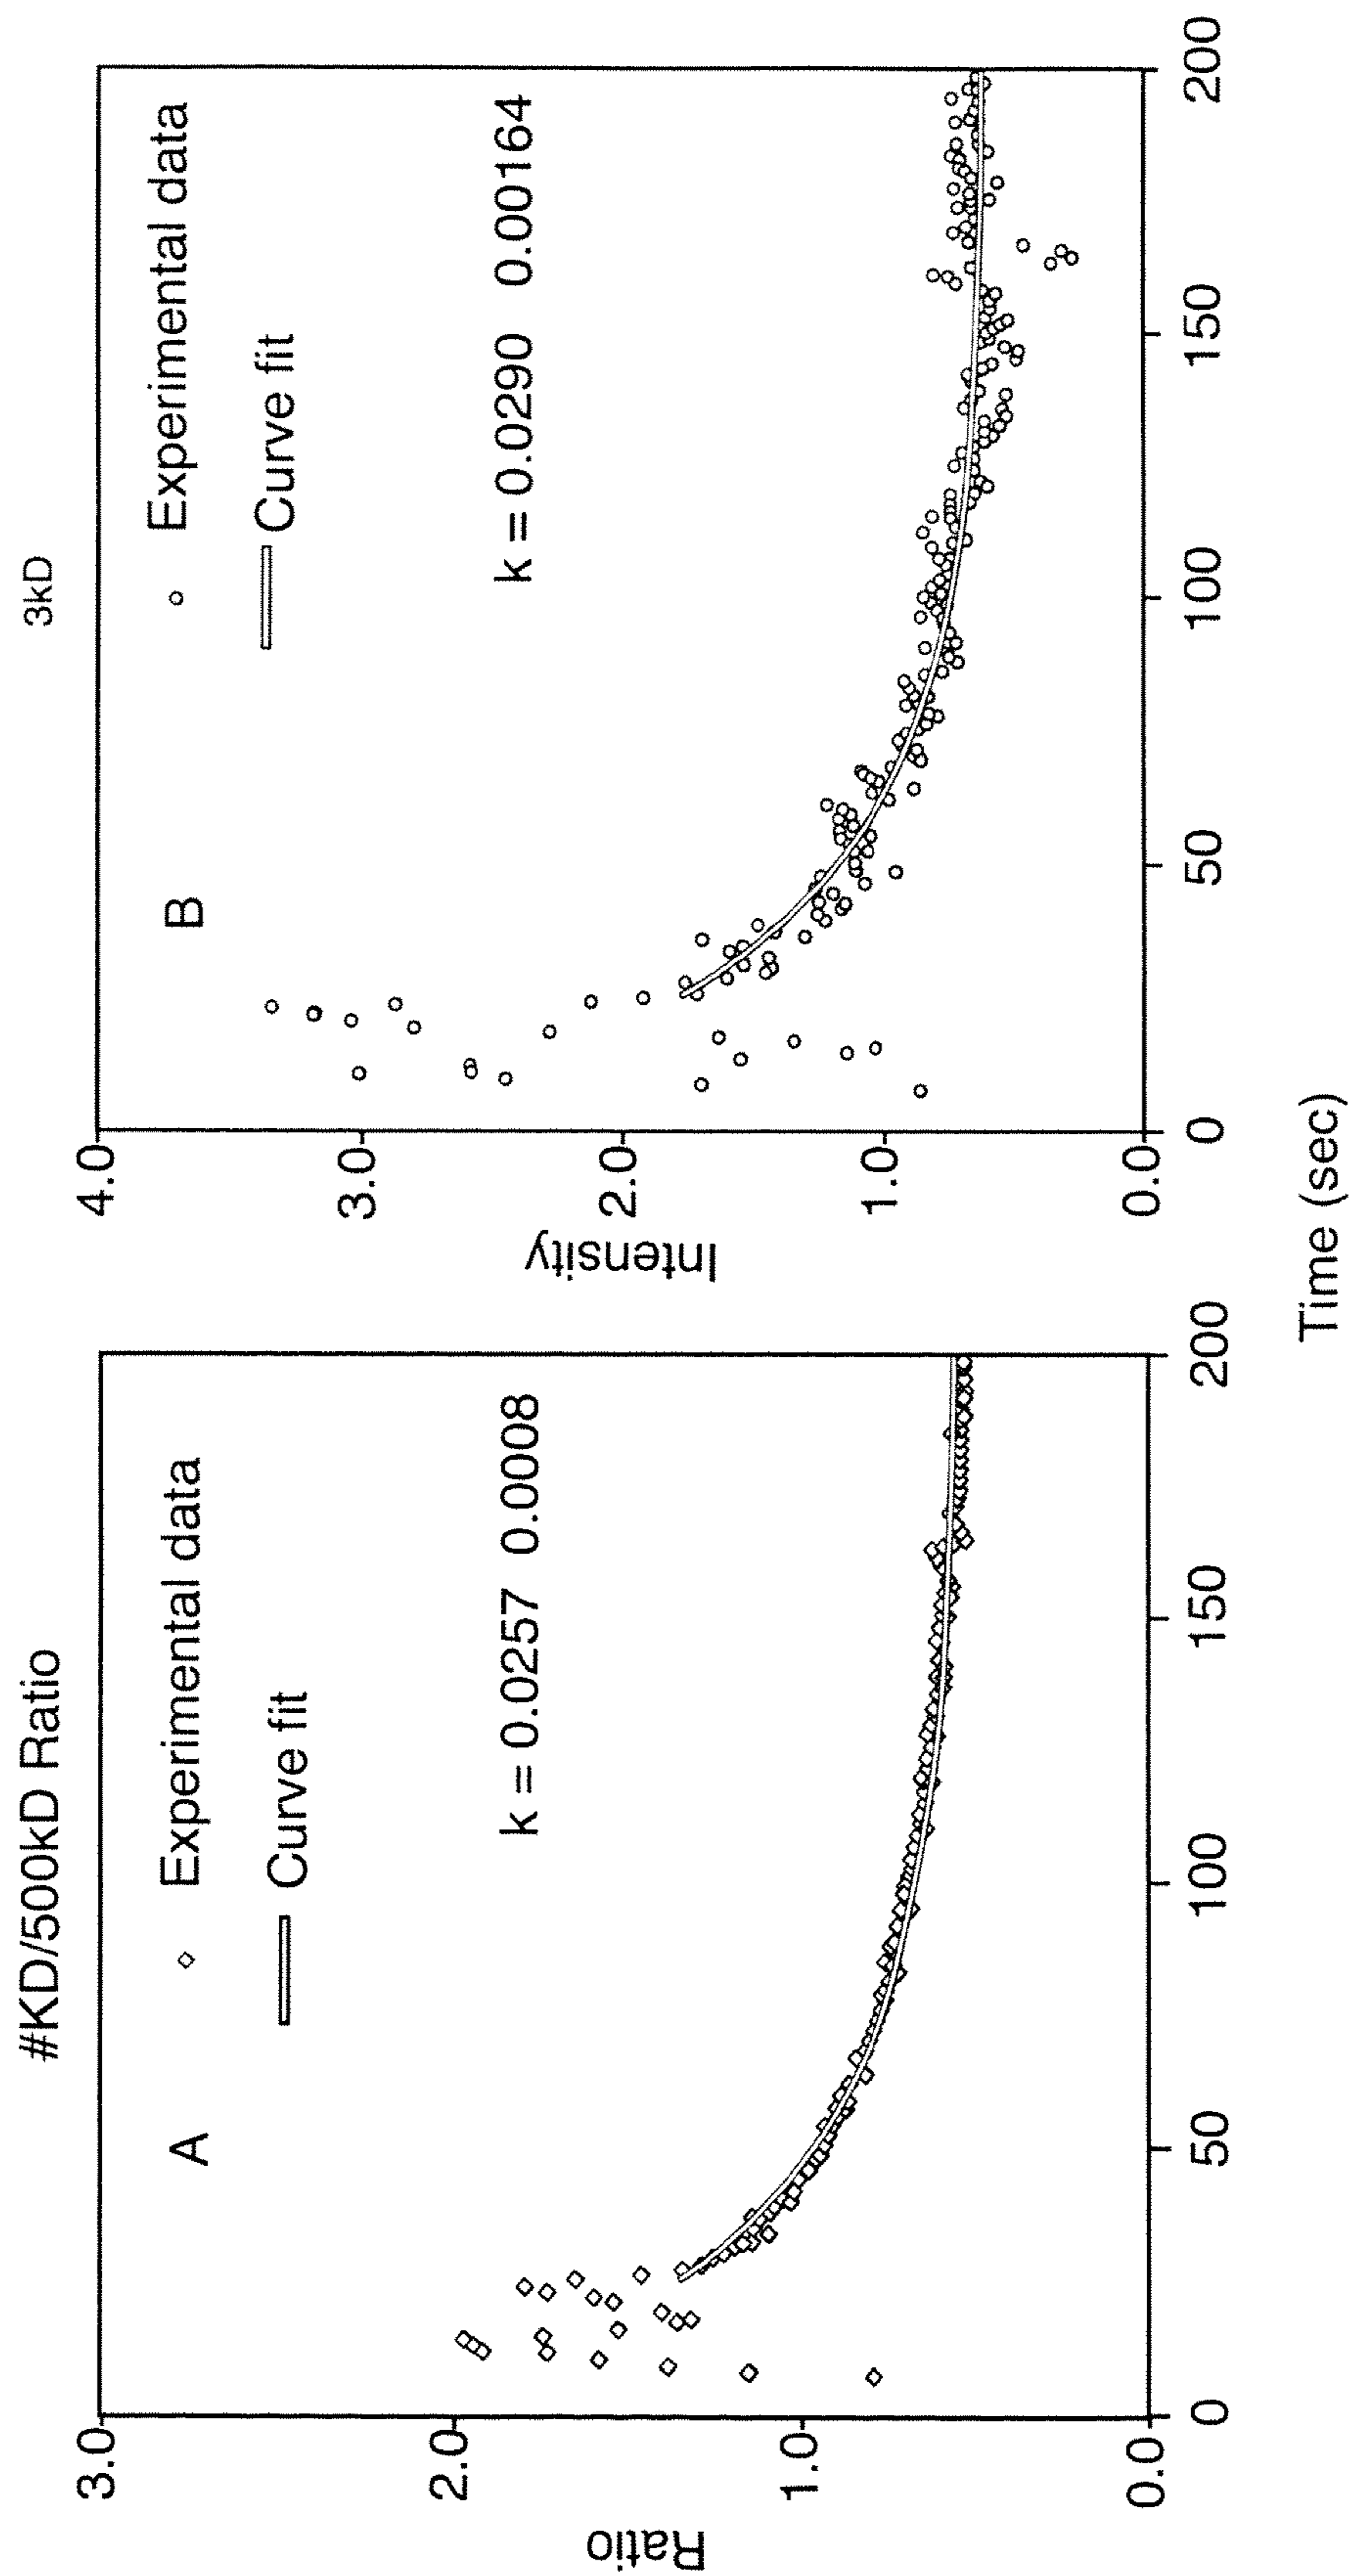 #KD/500kD Ratio
A
◇ Experimental data
Curve fit
k = 0.0257 0.0008
Ratio
3.0
2.0
1.0
0.0
0 50 100 150 200
3kD
B
○ Experimental data
Curve fit
k = 0.0290 0.00164
Intensity
4.0
3.0
2.0
1.0
0.0
0 50 100 150 200
Time (sec)